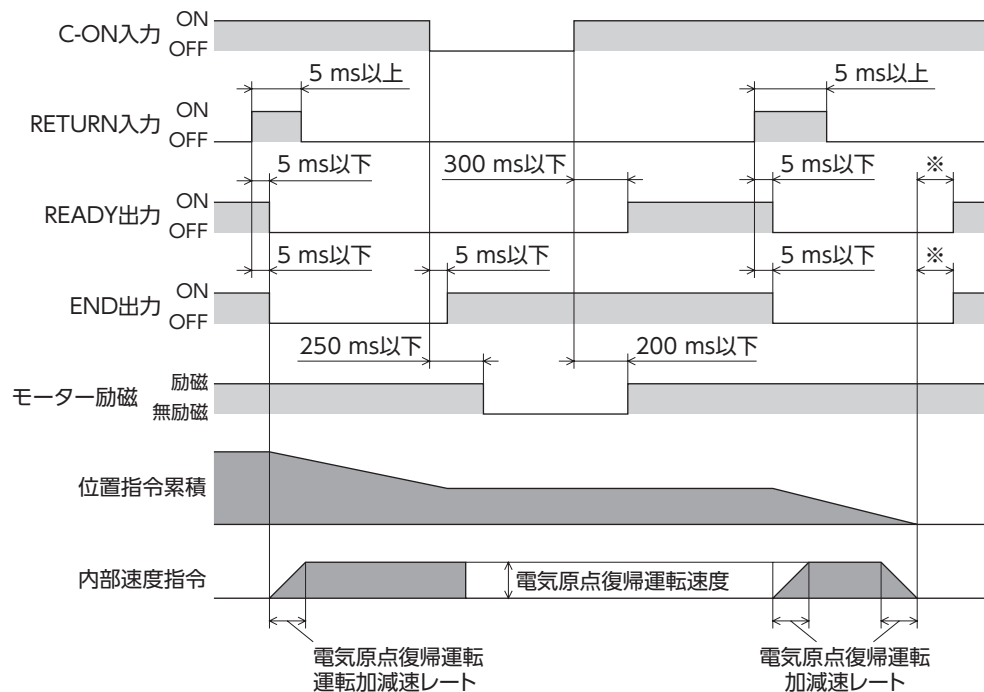 C-ON入力
ON
OFF
5 ms以上
5 ms以上
RETURN入力
ON
OFF
5 ms以下
300 ms以下
5 ms以下
※
READY出力
ON
OFF
5 ms以下
5 ms以下
5 ms以下
※
END出力
ON
OFF
250 ms以下
200 ms以下
モーター励磁
励磁
無励磁
位置指令累積
内部速度指令
電気原点復帰運転速度
電気原点復帰運転
運転加減速レート
電気原点復帰運転
加減速レート